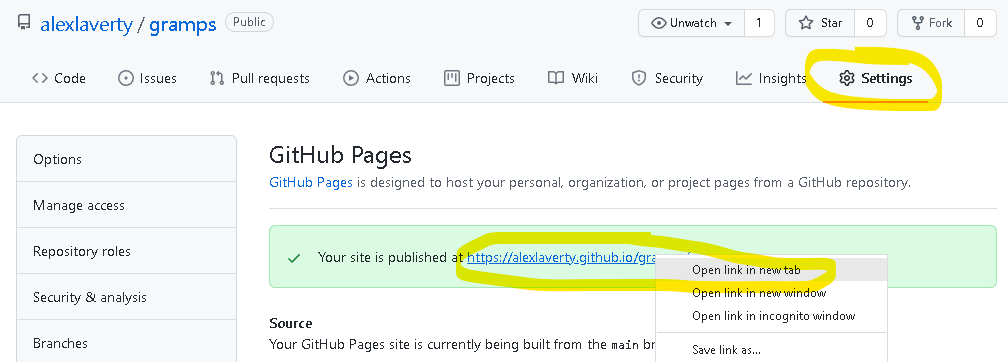 alexlaverty / gramps Public Unwatch 1 Star 0 Fork 0
Code Issues Pull requests Actions Projects Wiki Security Insights Settings
Options
Manage access
Repository roles
Security & analysis
Branches
GitHub Pages
GitHub Pages is designed to host your personal, organization, or project pages from a GitHub repository.
Your site is published at https://alexlaverty.github.io/gra
Open link in new tab
Open link in new window
Open link in incognito window
Save link as...
Source
Your GitHub Pages site is currently being built from the main br